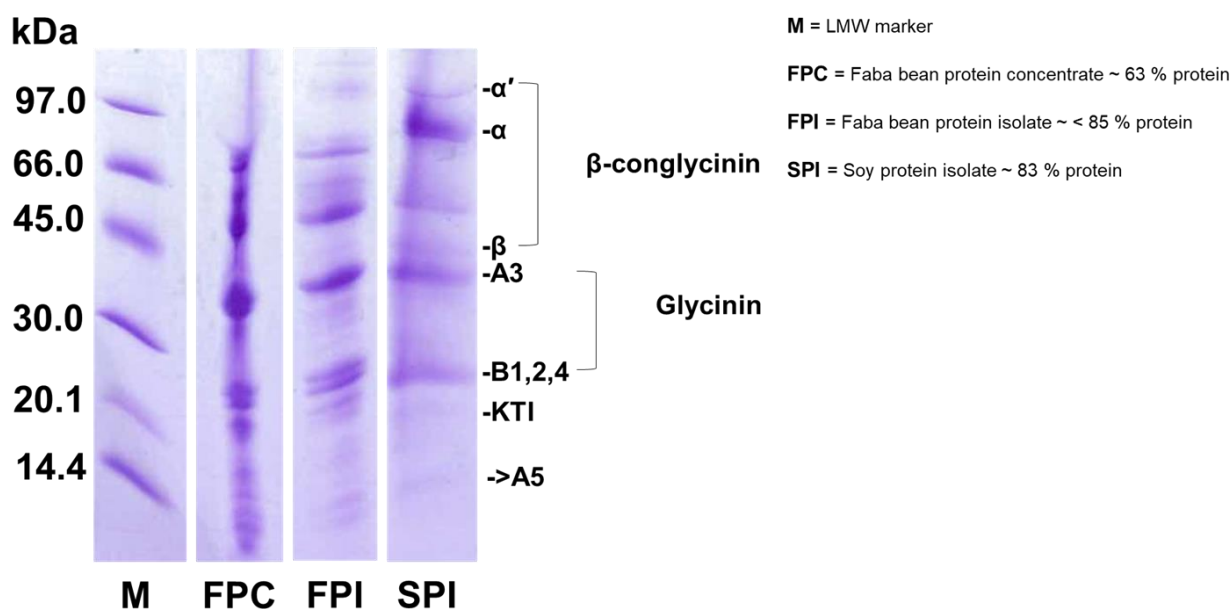 kDa
97.0
66.0
45.0
30.0
20.1
14.4
M
FPC
FPI
SPI
-α′
-α
-β
-A3
-B1,2,4
-KTI
->A5
β-conglycinin
Glycinin
M = LMW marker
FPC = Faba bean protein concentrate ~ 63 % protein
FPI = Faba bean protein isolate ~ < 85 % protein
SPI = Soy protein isolate ~ 83 % protein